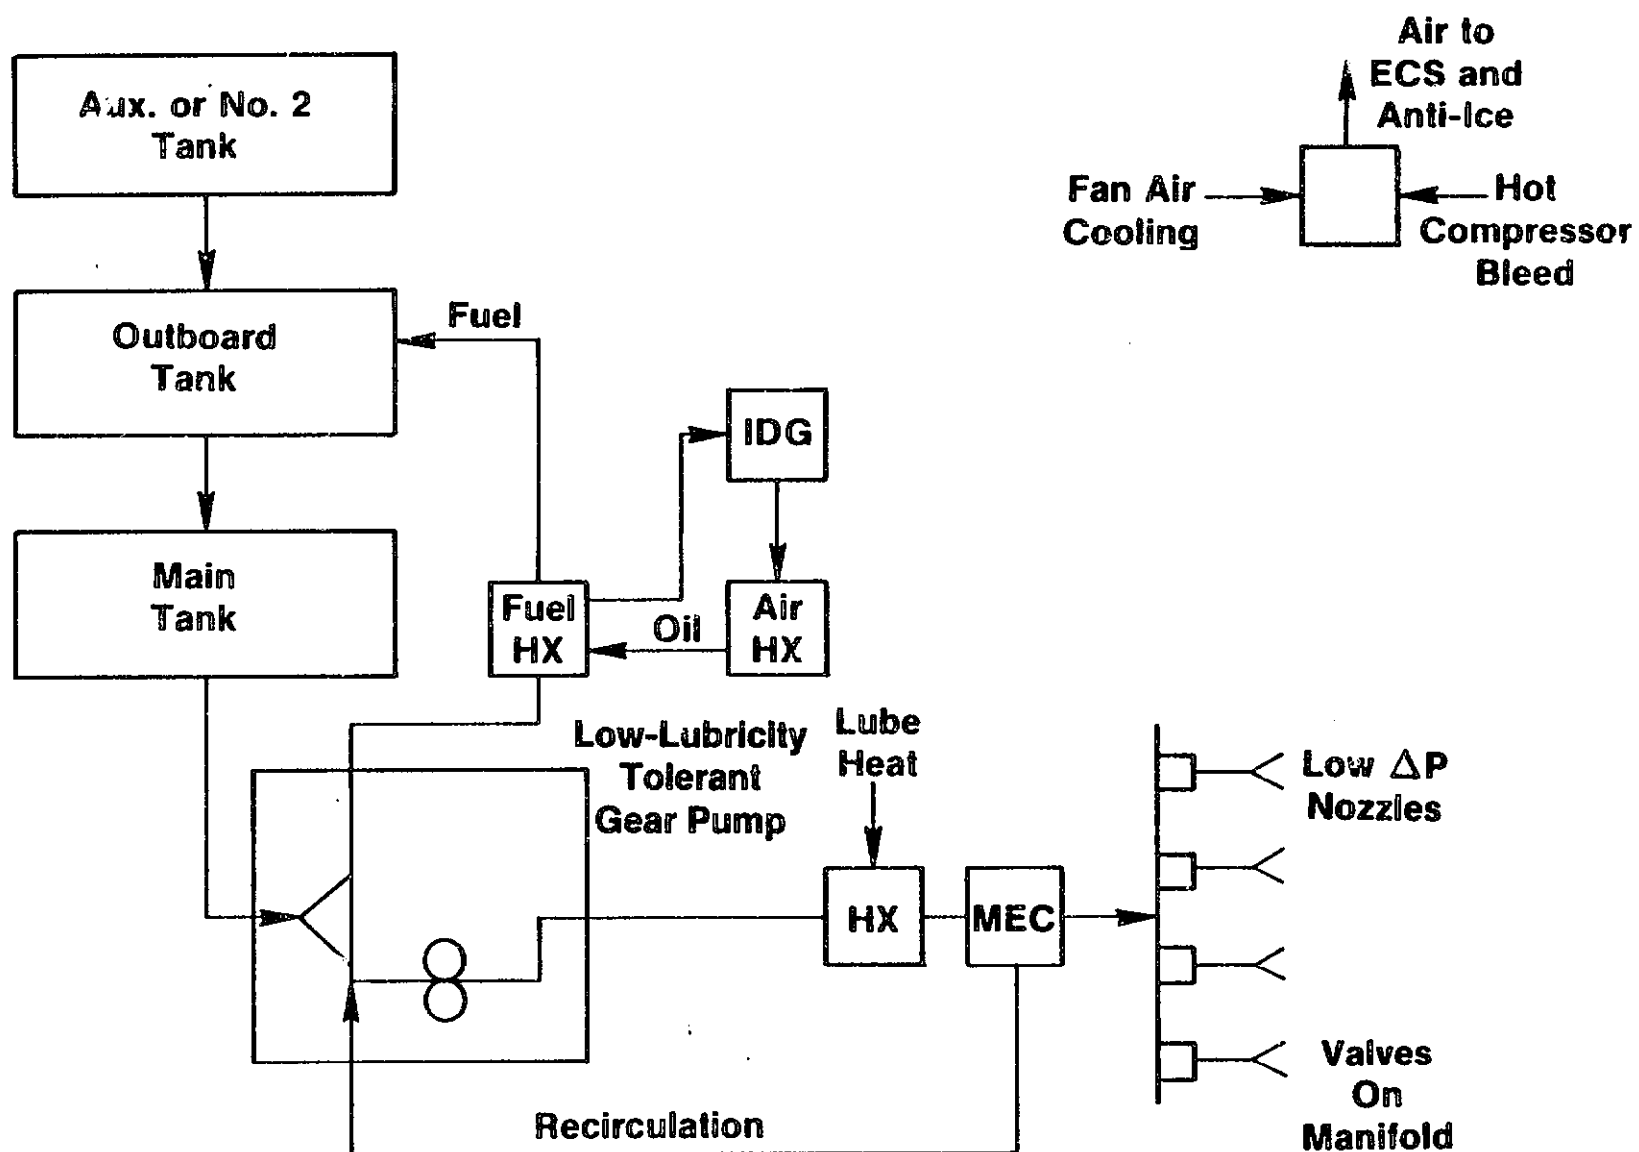 Air to
ECS and
Anti-Ice
Aux. or No. 2
Tank
Fan Air
Cooling
Hot
Compressor
Bleed
Outboard
Tank
Fuel
IDG
Main
Tank
Fuel
HX
Oil
Air
HX
Low-Lubricity
Tolerant
Gear Pump
Lube
Heat
Low ΔP
Nozzles
HX
MEC
Valves
On
Manifold
Recirculation